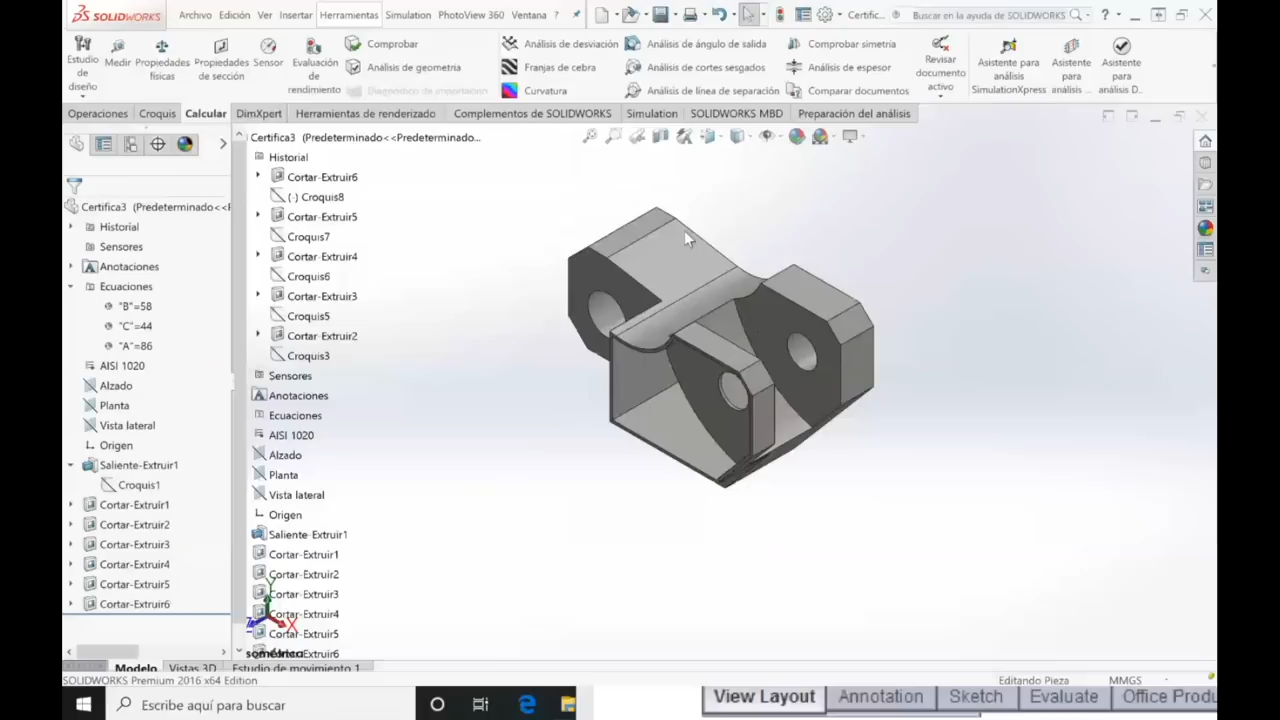 SOLIDWORKS
Archivo Edición Ver Insertar Herramientas Simulation PhotoView 360 Ventana ?
Certific...
Buscar en la ayuda de SOLIDWORKS
?
Estudio de diseño
Medir
Propiedades físicas
Propiedades de sección
Sensor
Evaluación de rendimiento
Comprobar
Análisis de geometría
Diagnóstico de importación
Análisis de desviación
Franjas de cebra
Curvatura
Análisis de ángulo de salida
Análisis de cortes sesgados
Análisis de línea de separación
Comprobar simetría
Análisis de espesor
Comparar documentos
Revisar documento activo
Asistente para análisis SimulationXpress
Asistente para análisis ...
Asistente para análisis D...
Operaciones Croquis Calcular DimXpert Herramientas de renderizado Complementos de SOLIDWORKS Simulation SOLIDWORKS MBD Preparación del análisis
Certifica3 (Predeterminado<<F
Historial
Sensores
Anotaciones
Ecuaciones
"B"=58
"C"=44
"A"=86
AISI 1020
Alzado
Planta
Vista lateral
Origen
Saliente-Extruir1
Croquis1
Cortar-Extruir1
Cortar-Extruir2
Cortar-Extruir3
Cortar-Extruir4
Cortar-Extruir5
Cortar-Extruir6
Certifica3 (Predeterminado<<Predeterminado...
Historial
Cortar-Extruir6
(-) Croquis8
Cortar-Extruir5
Croquis7
Cortar-Extruir4
Croquis6
Cortar-Extruir3
Croquis5
Cortar-Extruir2
Croquis3
Sensores
Anotaciones
Ecuaciones
AISI 1020
Alzado
Planta
Vista lateral
Origen
Saliente-Extruir1
Cortar-Extruir1
Cortar-Extruir2
Cortar-Extruir3
Cortar-Extruir4
Cortar-Extruir5
Cortar-Extruir6
Y
Z X
Modelo Vistas 3D Estudio de movimiento 1
SOLIDWORKS Premium 2016 x64 Edition
Editando Pieza MMGS
Escribe aquí para buscar
View Layout Annotation Sketch Evaluate Office Produ